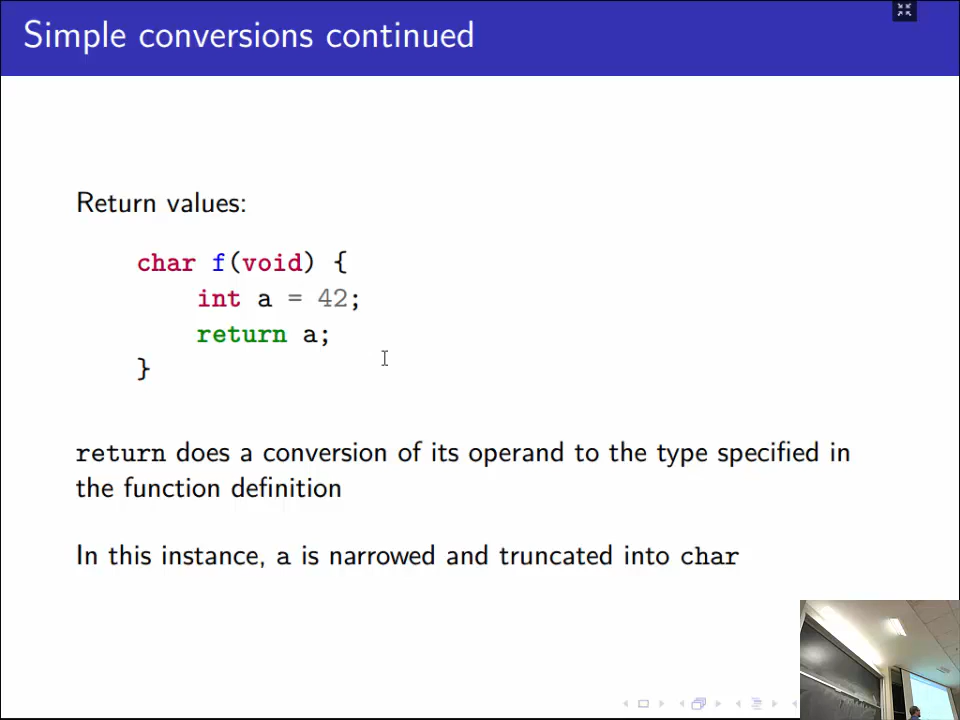 Simple conversions continued
Return values:
char f(void) {
int a = 42;
return a;
}
return does a conversion of its operand to the type specified in
the function definition
In this instance, a is narrowed and truncated into char